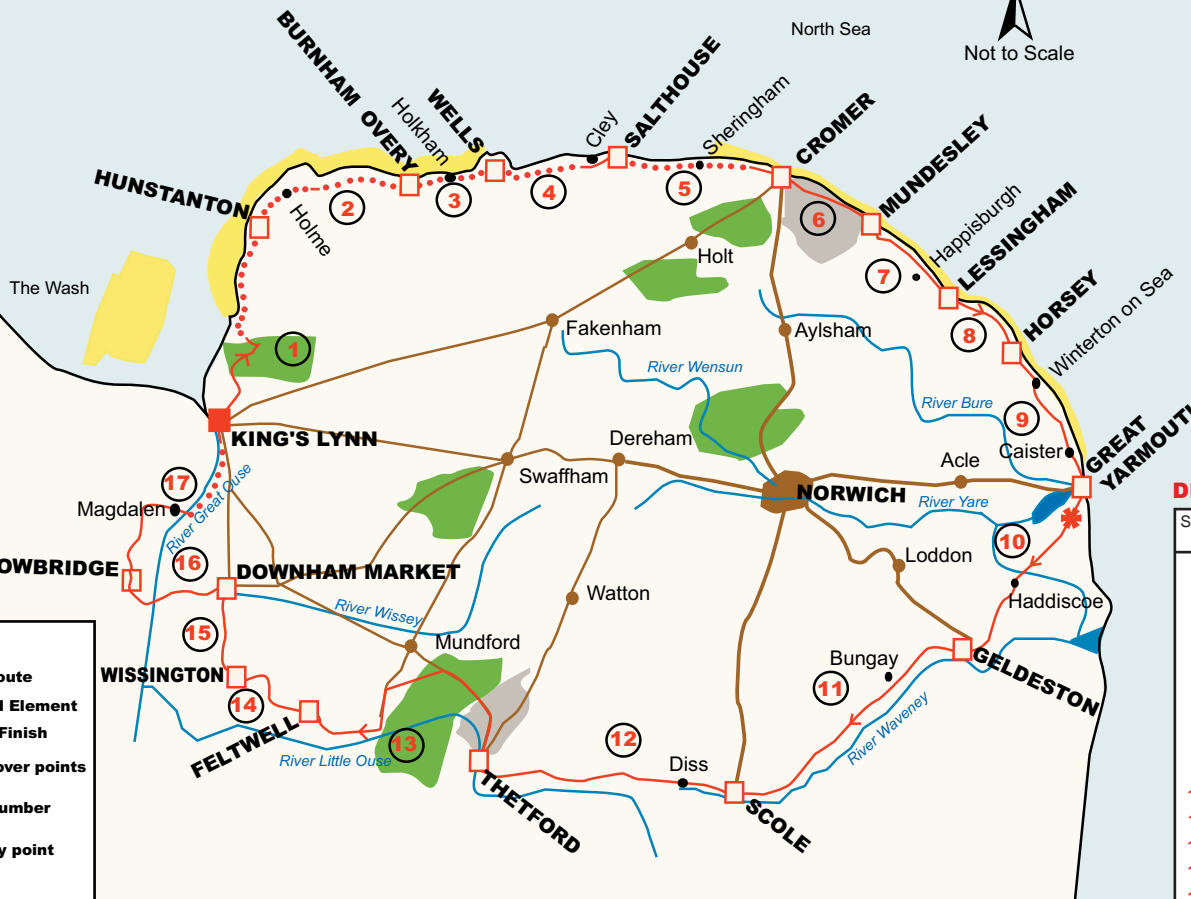 North Sea
Not to Scale
BURNHAM OVERY
Holkham
WELLS
Cley
SALTHOUSE
Sheringham
CROMER
MUNDESLEY
HUNSTANTON
Holme
2
3
4
5
6
7
Happisburgh
LESSINGHAM
Holt
The Wash
HORSEY
Winterton on Sea
8
1
Fakenham
Aylsham
River Wensun
River Bure
9
KING'S LYNN
Dereham
Caister
GREAT
YARMOUTH
Swaffham
Acle
17
Magdalen
River Great Ouse
NORWICH
River Yare
10
16
OWBRIDGE
DOWNHAM MARKET
Loddon
River Wissey
Watton
Haddiscoe
15
Mundford
WISSINGTON
Bungay
GELDESTON
11
14
FELTWELL
River Little Ouse
13
12
River Waveney
Diss
THETFORD
SCOLE
oute
l Element
Finish
over points
umber
y point
S